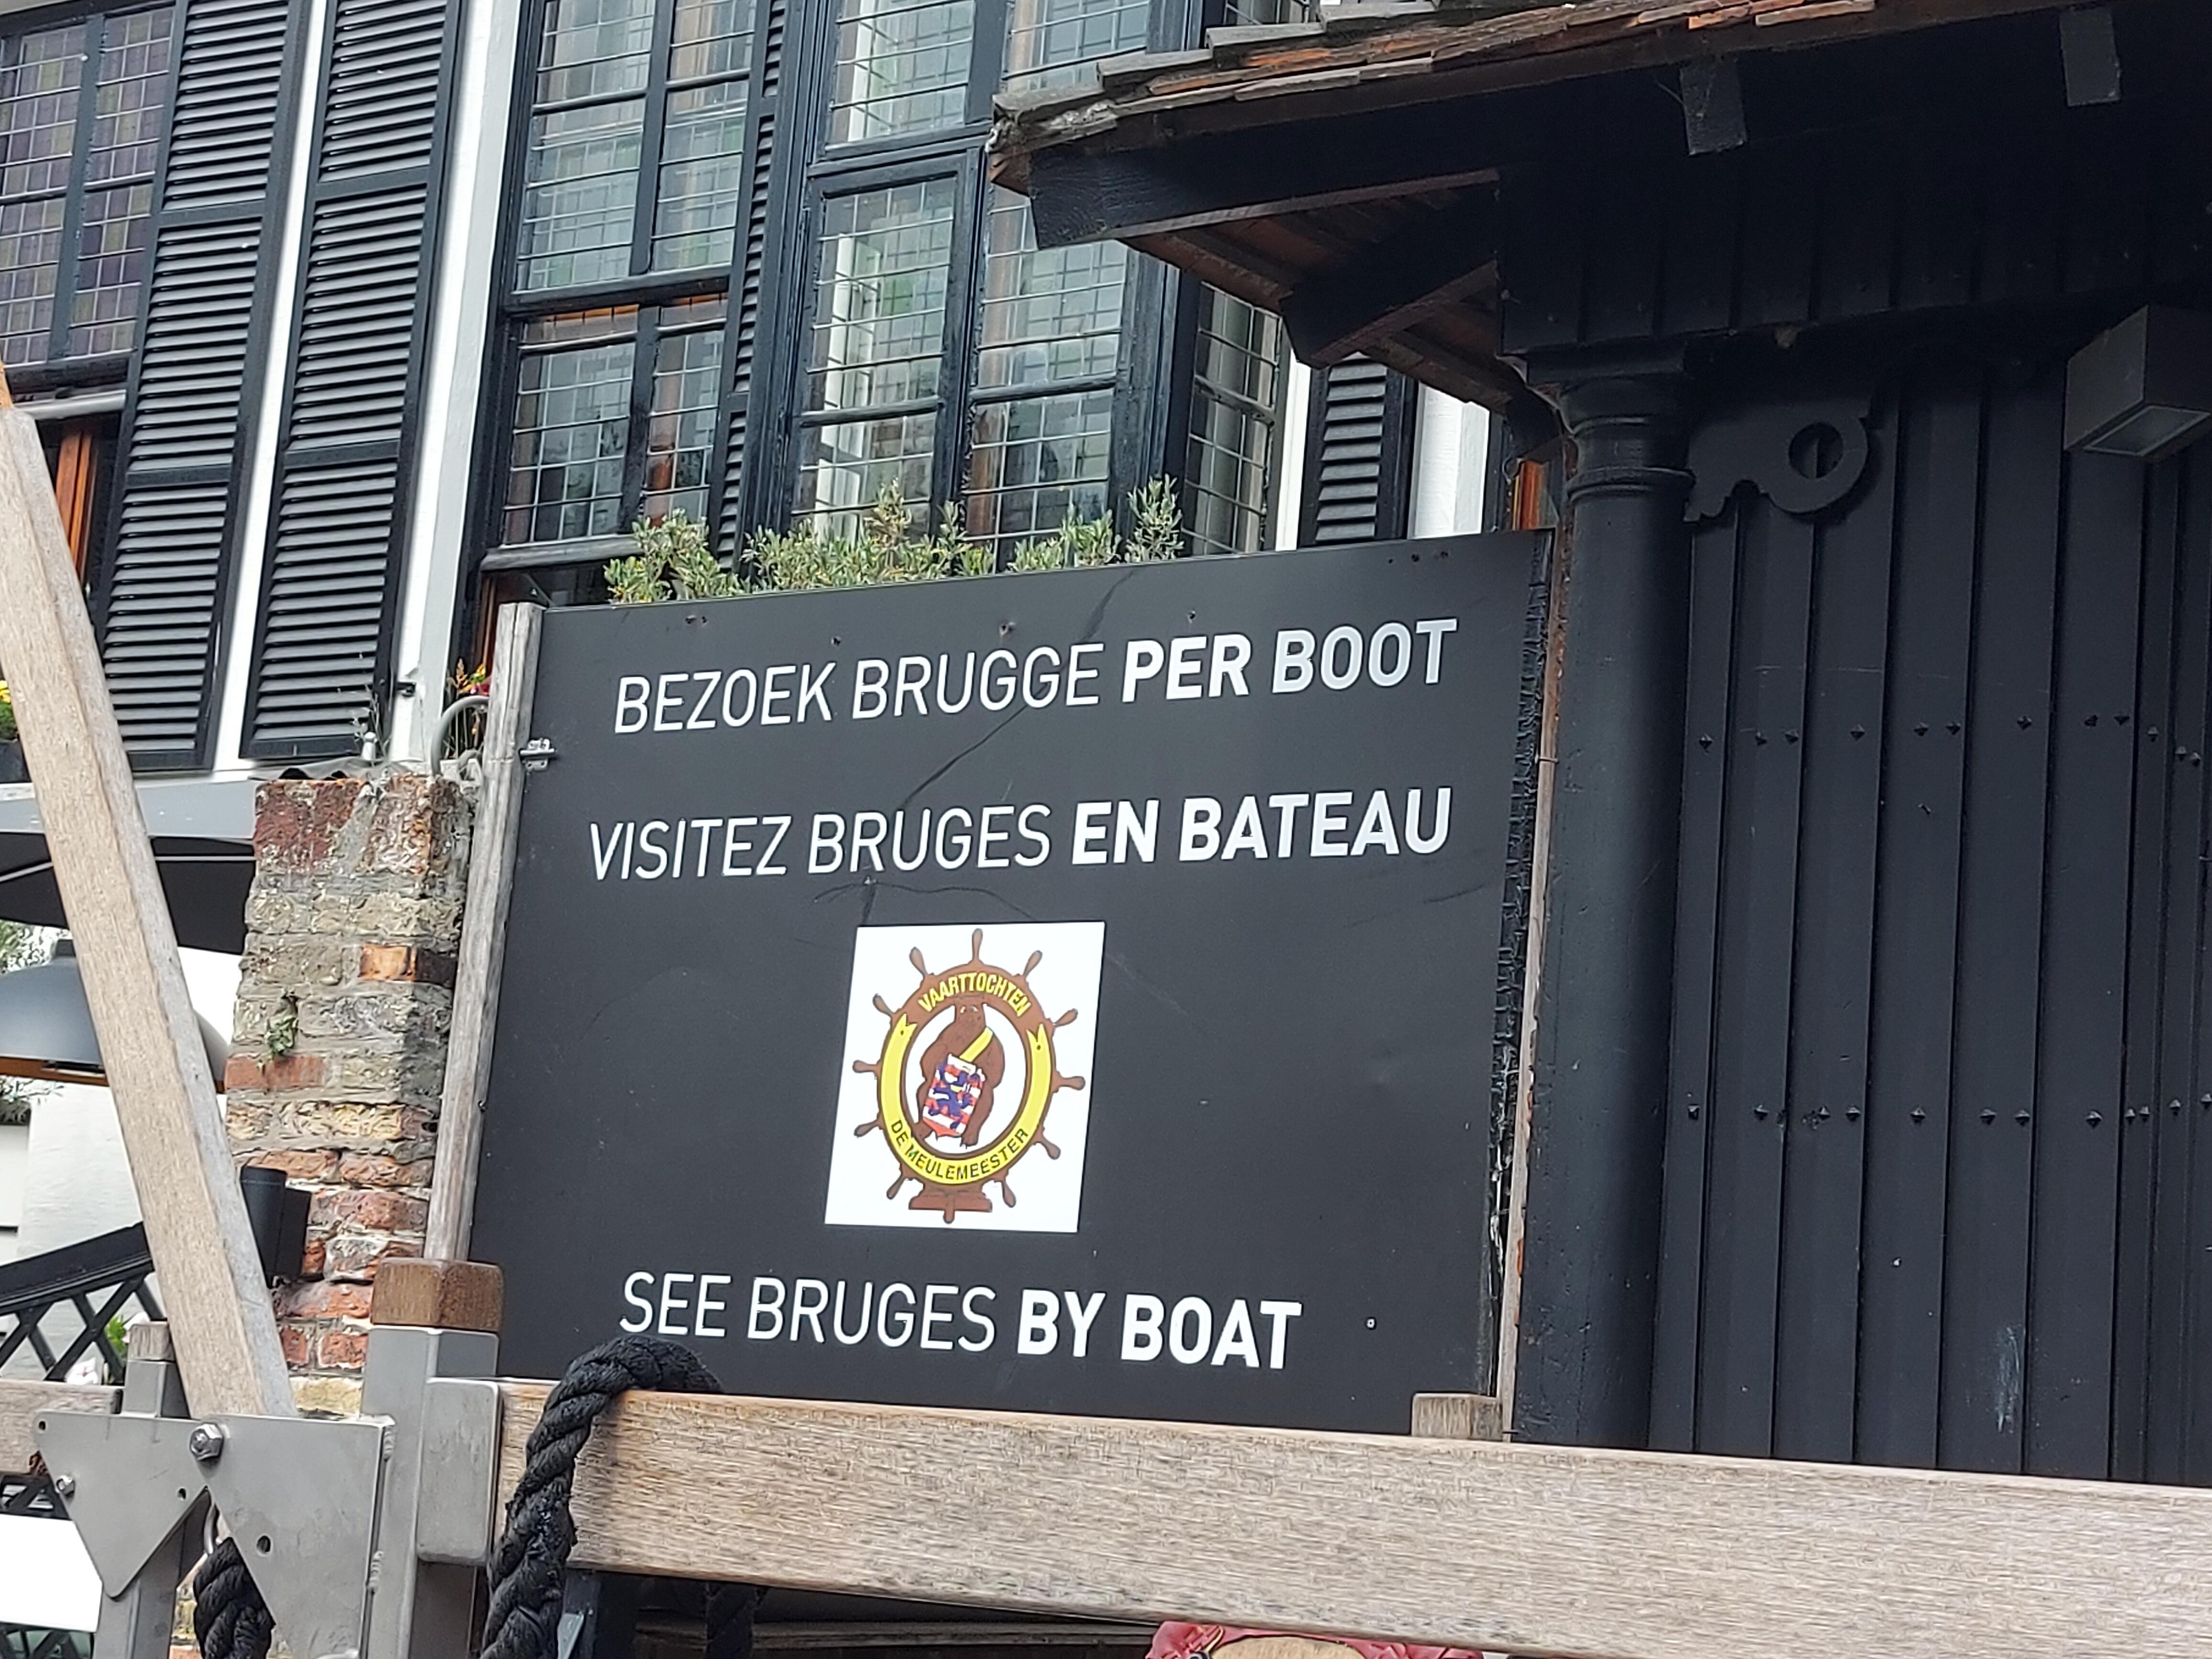 BEZOEK BRUGGE PER BOOT
VISITEZ BRUGES EN BATEAU
VAARTTOCHTEN
DE MEULEMEESTER
SEE BRUGES BY BOAT